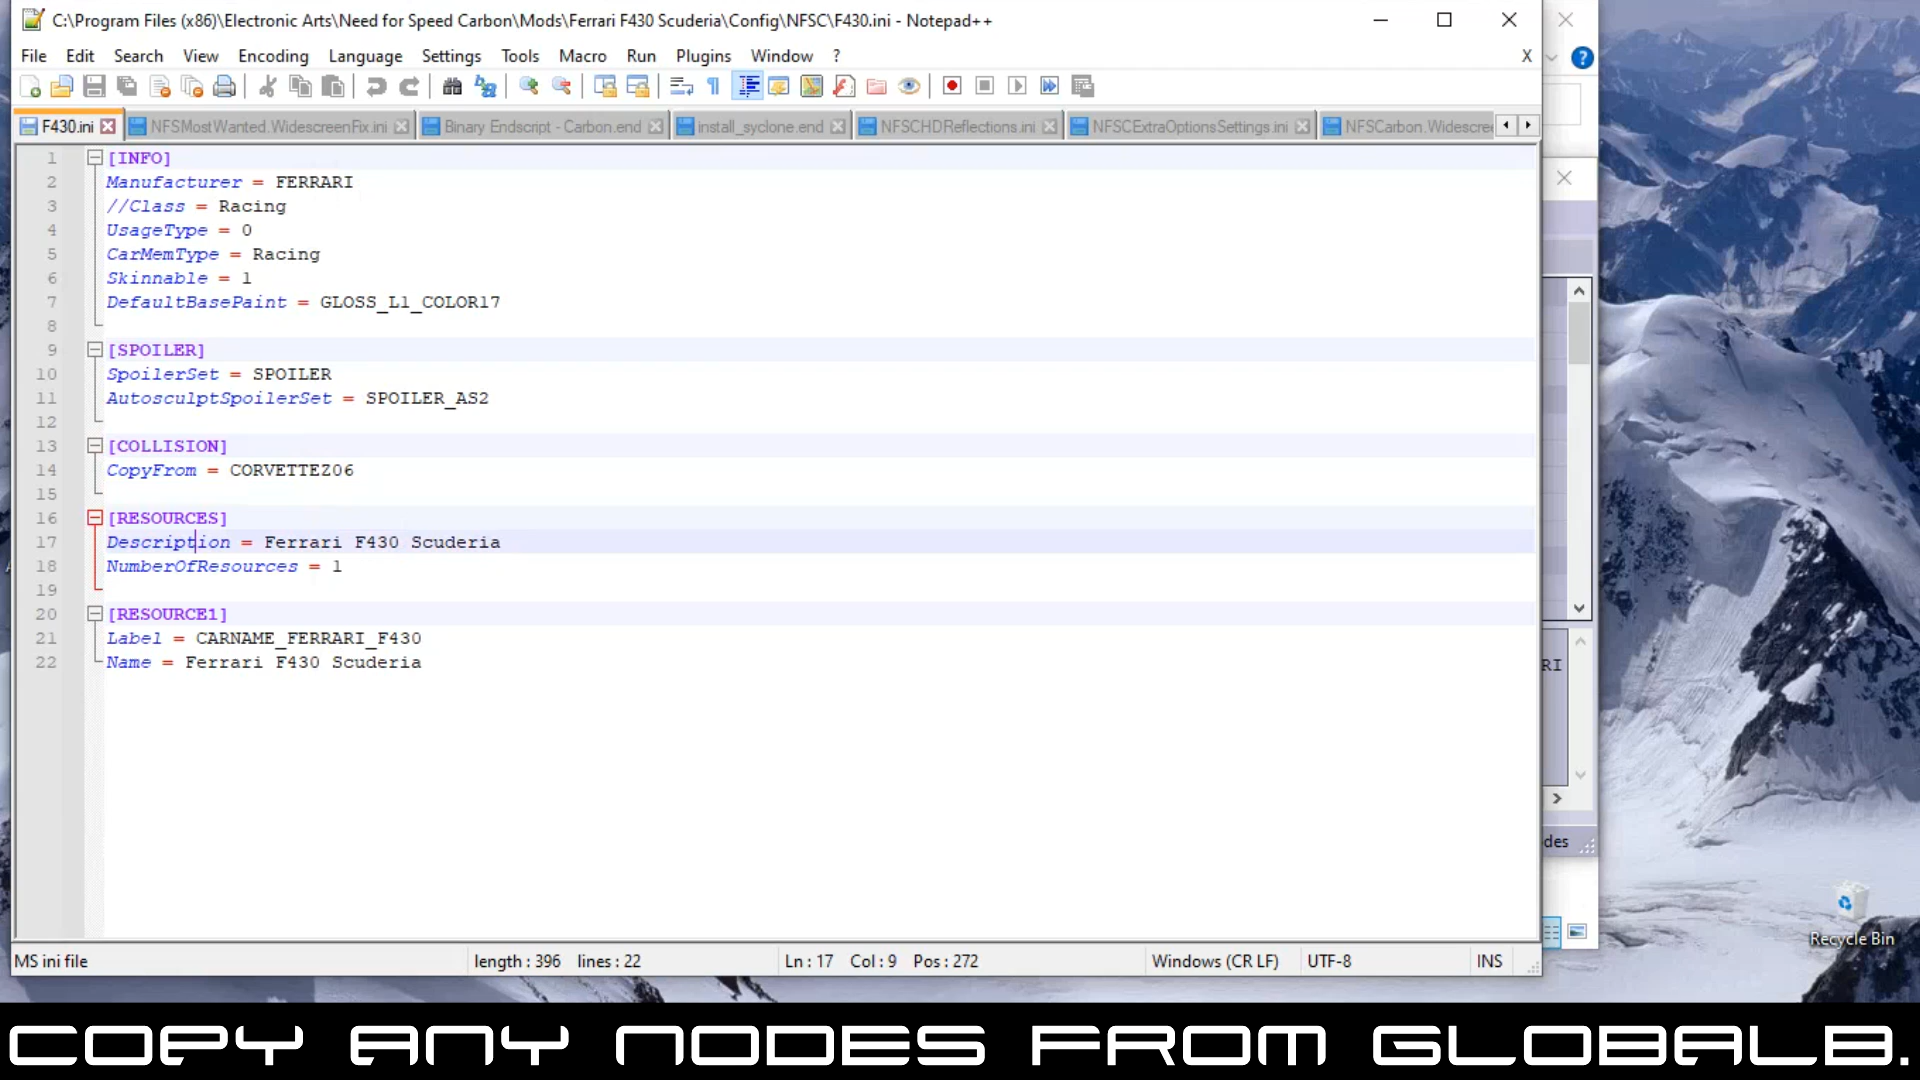 C:\Program Files (x86)\Electronic Arts\Need for Speed Carbon\Mods\Ferrari F430 Scuderia\Config\NFSC\F430.ini - Notepad++
File Edit Search View Encoding Language Settings Tools Macro Run Plugins Window ? X
F430.ini NFSMostWanted.WidescreenFix.ini Binary Endscript - Carbon.end install_syclone.end NFSCHDReflections.ini NFSCExtraOptionsSettings.ini NFSCarbon.Widescree
1 [INFO]
2 Manufacturer = FERRARI
3 //Class = Racing
4 UsageType = 0
5 CarMemType = Racing
6 Skinnable = 1
7 DefaultBasePaint = GLOSS_L1_COLOR17
8
9 [SPOILER]
10 SpoilerSet = SPOILER
11 AutosculptSpoilerSet = SPOILER_AS2
12
13 [COLLISION]
14 CopyFrom = CORVETTEZ06
15
16 [RESOURCES]
17 Description = Ferrari F430 Scuderia
18 NumberOfResources = 1
19
20 [RESOURCE1]
21 Label = CARNAME_FERRARI_F430
22 Name = Ferrari F430 Scuderia
RI
des
Recycle Bin
MS ini file length : 396 lines : 22 Ln : 17 Col : 9 Pos : 272 Windows (CR LF) UTF-8 INS
COPY ANY NODES FROM GLOBALB.